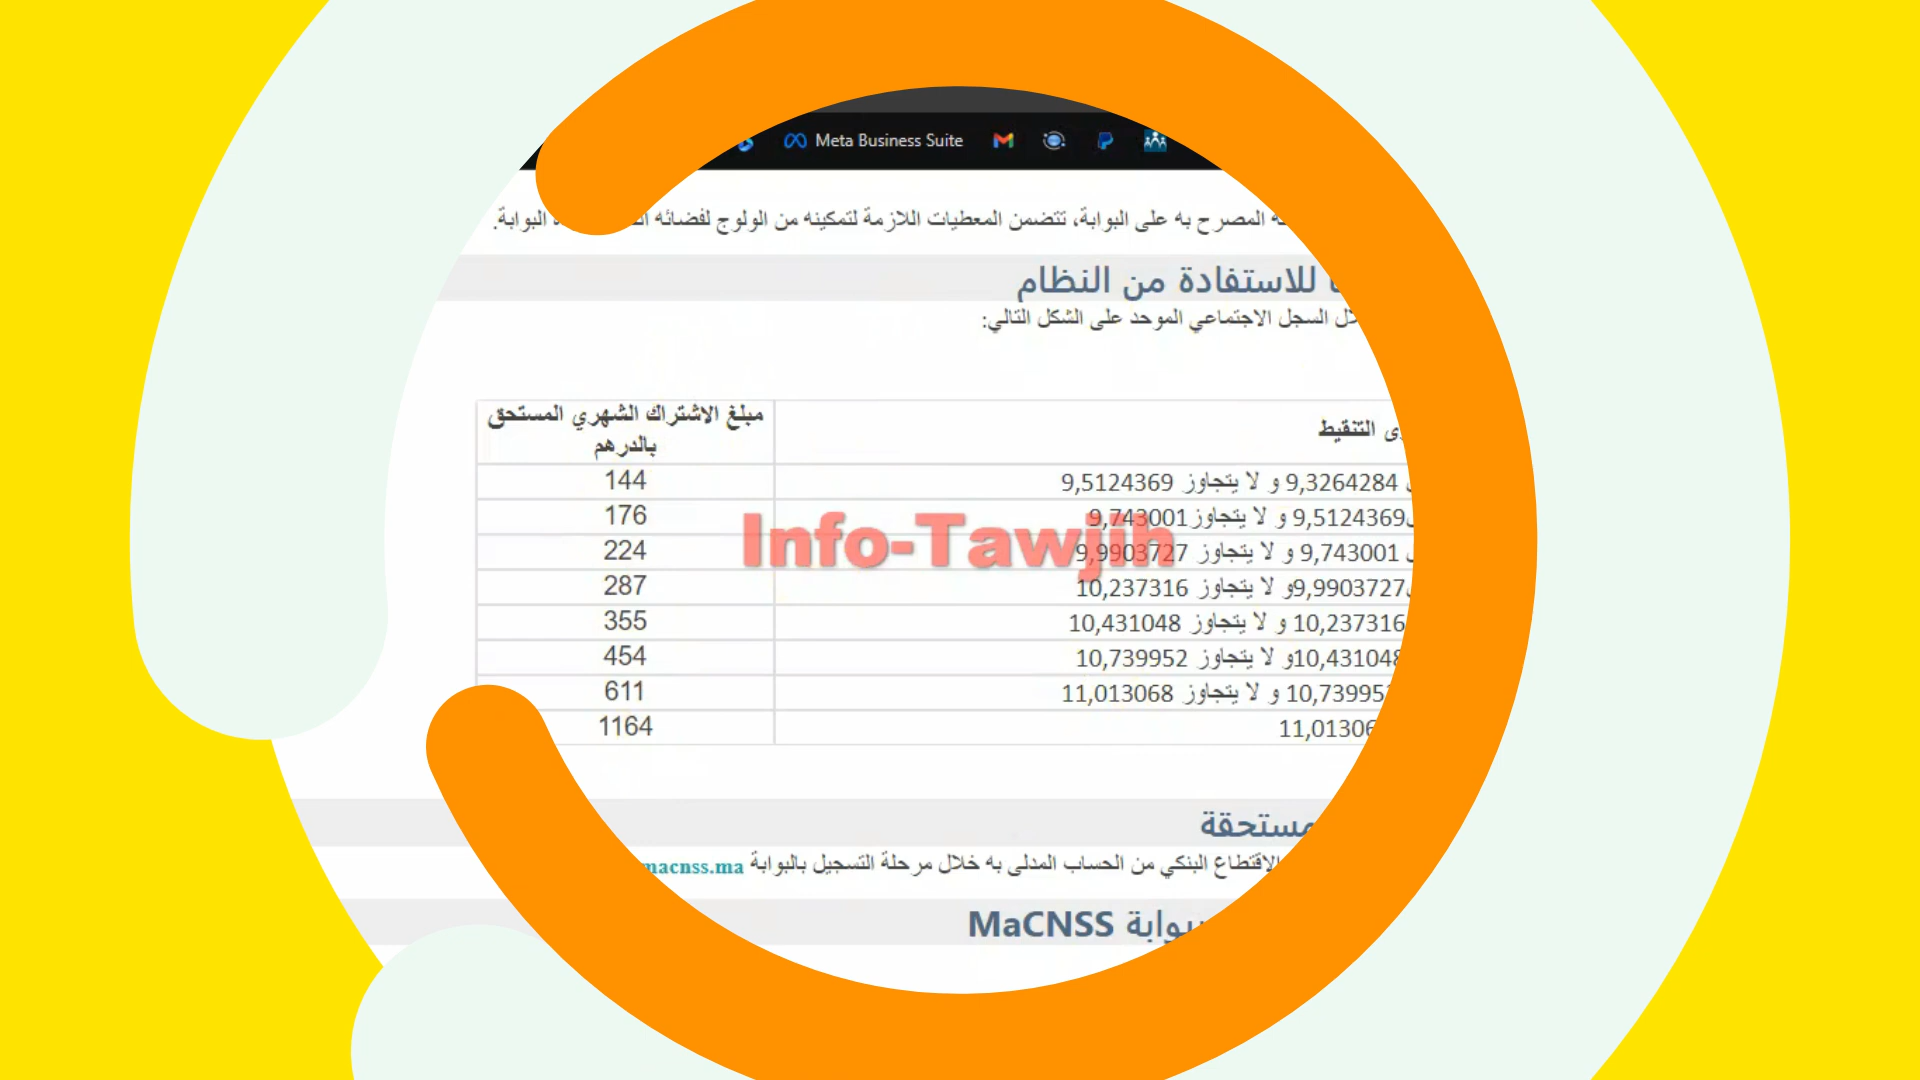 Meta Business Suite
المصرح به على البوابة، تتضمن المعطيات اللازمة لتمكينه من الولوج لفضائه البوابة.
للاستفادة من النظام
السجل الاجتماعي الموحد على الشكل التالي:
التنقيط مبلغ الاشتراك الشهري المستحق
بالدرهم
9,3264284 و لا يتجاوز 9,5124369 144
9,5124369 و لا يتجاوز 9,743001 176
9,743001 و لا يتجاوز 9,9903727 224
9,9903727و لا يتجاوز 10,237316 287
10,237316 و لا يتجاوز 10,431048 355
10,431048و لا يتجاوز 10,739952 454
و لا يتجاوز 11,013068 611
1164
Info-Tawjih
الاقتطاع البنكي من الحساب المدلى به خلال مرحلة التسجيل بالبوابة macnss.ma
MaCNSS